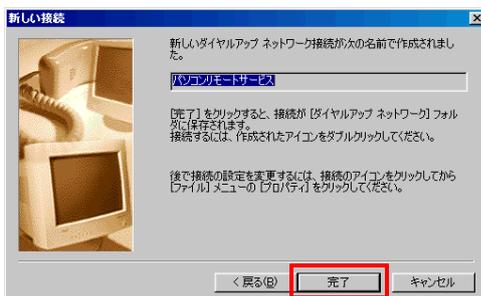 新しい接続
新しいダイヤルアップ ネットワーク接続が次の名前で作成されまし
た。
パソコンリモートサービス
[完了] をクリックすると、接続が [ダイヤルアップ ネットワーク] フォル
ダに保存されます。
接続するには、作成されたアイコンをダブルクリックしてください。
後で接続の設定を変更するには、接続のアイコンをクリックしてから
[ファイル] メニューの [プロパティ] をクリックしてください。
< 戻る(B)
完了
キャンセル